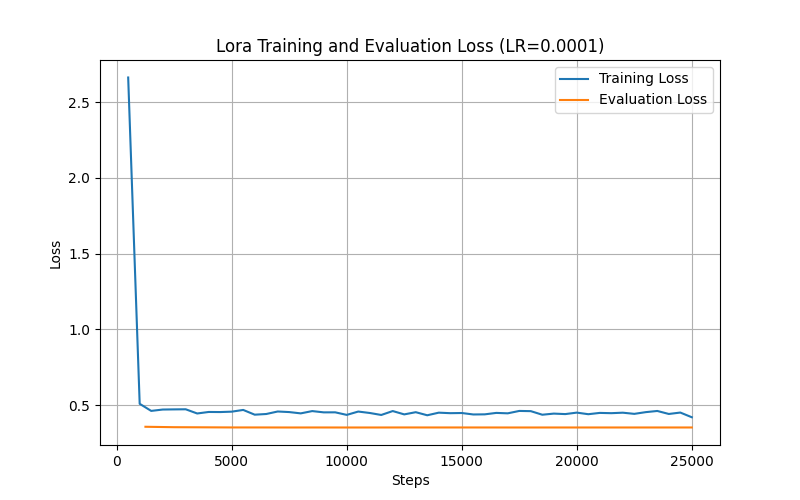 Lora Training and Evaluation Loss (LR=0.0001)
Training Loss
Evaluation Loss
2.5
2.0
1.5
1.0
0.5
Loss
0 5000 10000 15000 20000 25000
Steps